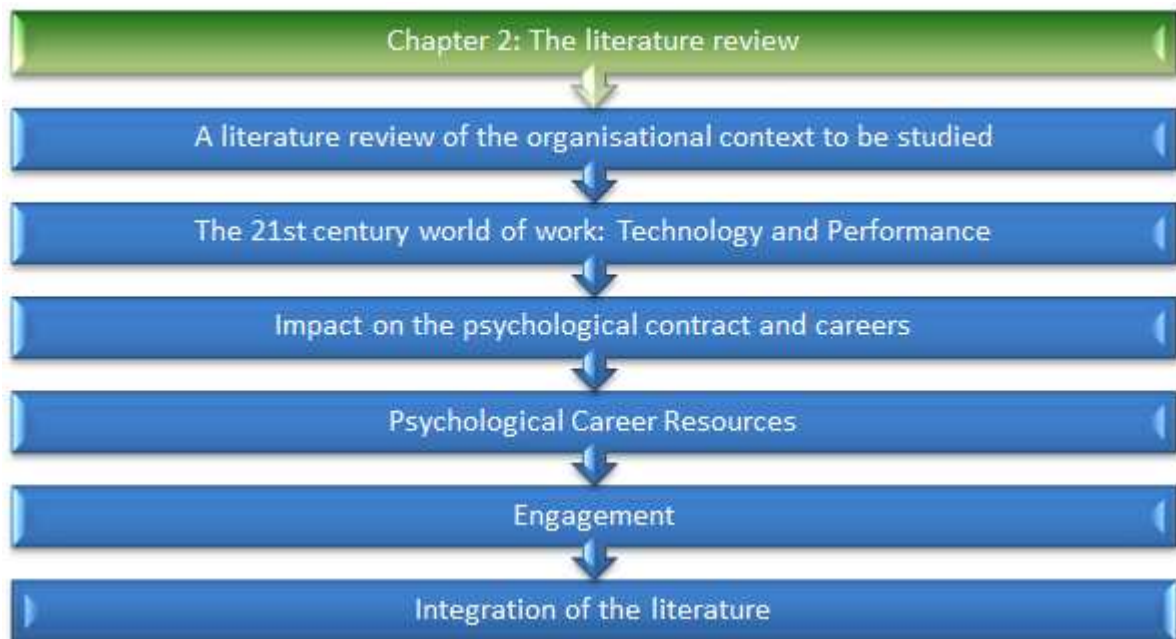 Chapter 2: The literature review
A literature review of the organisational context to be studied
The 21st century world of work: Technology and Performance
Impact on the psychological contract and careers
Psychological Career Resources
Engagement
Integration of the literature